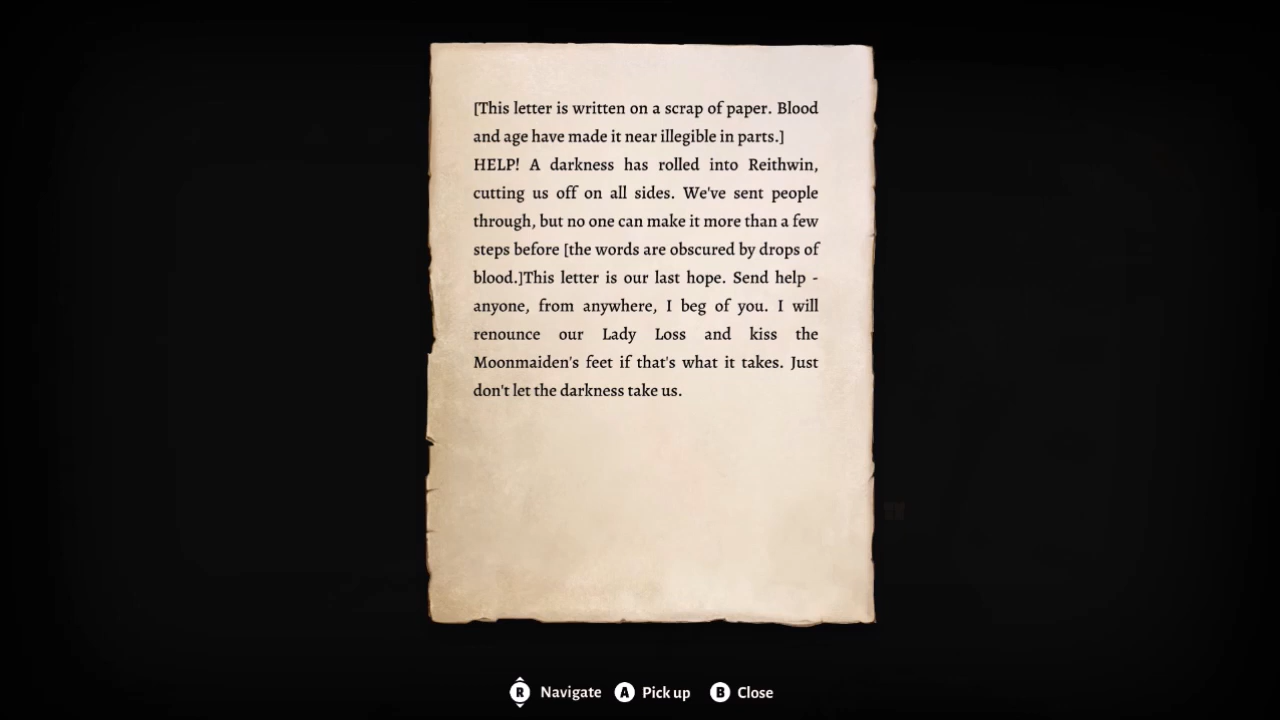 [This letter is written on a scrap of paper. Blood
and age have made it near illegible in parts.]
HELP! A darkness has rolled into Reithwin,
cutting us off on all sides. We've sent people
through, but no one can make it more than a few
steps before [the words are obscured by drops of
blood.]This letter is our last hope. Send help -
anyone, from anywhere, I beg of you. I will
renounce our Lady Loss and kiss the
Moonmaiden's feet if that's what it takes. Just
don't let the darkness take us.
R Navigate A Pick up B Close